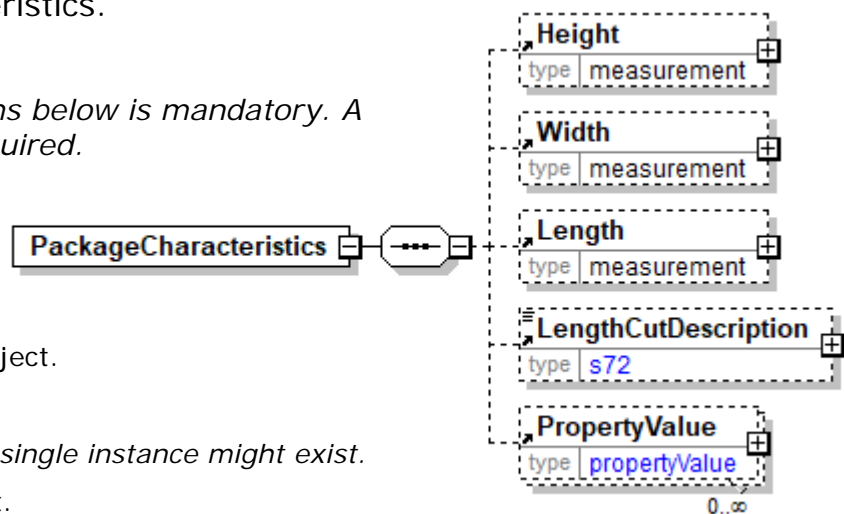 eristics.
ns below is mandatory. A
uired.
ject.
single instance might exist.
PackageCharacteristics
Height
type measurement
Width
type measurement
Length
type measurement
LengthCutDescription
type s72
PropertyValue
type propertyValue
0..∞